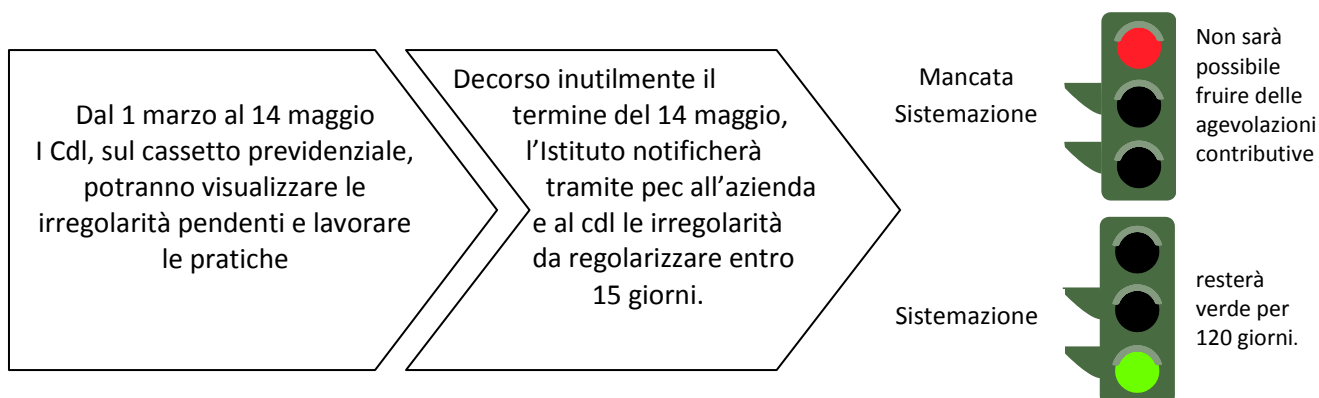 Dal 1 marzo al 14 maggio
I Cdl, sul cassetto previdenziale,
potranno visualizzare le
irregolarità pendenti e lavorare
le pratiche
Decorso inutilmente il
termine del 14 maggio,
l’Istituto notificherà
tramite pec all’azienda
e al cdl le irregolarità
da regolarizzare entro
15 giorni.
Mancata
Sistemazione
Non sarà
possibile
fruire delle
agevolazioni
contributive
Sistemazione
resterà
verde per
120 giorni.